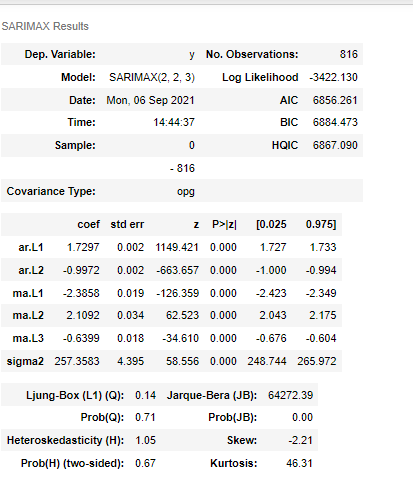 SARIMAX Results
Dep. Variable: y No. Observations: 816
Model: SARIMAX(2, 2, 3) Log Likelihood -3422.130
Date: Mon, 06 Sep 2021 AIC 6856.261
Time: 14:44:37 BIC 6884.473
Sample: 0 HQIC 6867.090
- 816
Covariance Type: opg
coef std err z P>|z| [0.025 0.975]
ar.L1 1.7297 0.002 1149.421 0.000 1.727 1.733
ar.L2 -0.9972 0.002 -663.657 0.000 -1.000 -0.994
ma.L1 -2.3858 0.019 -126.359 0.000 -2.423 -2.349
ma.L2 2.1092 0.034 62.523 0.000 2.043 2.175
ma.L3 -0.6399 0.018 -34.610 0.000 -0.676 -0.604
sigma2 257.3583 4.395 58.556 0.000 248.744 265.972
Ljung-Box (L1) (Q): 0.14 Jarque-Bera (JB): 64272.39
Prob(Q): 0.71 Prob(JB): 0.00
Heteroskedasticity (H): 1.05 Skew: -2.21
Prob(H) (two-sided): 0.67 Kurtosis: 46.31